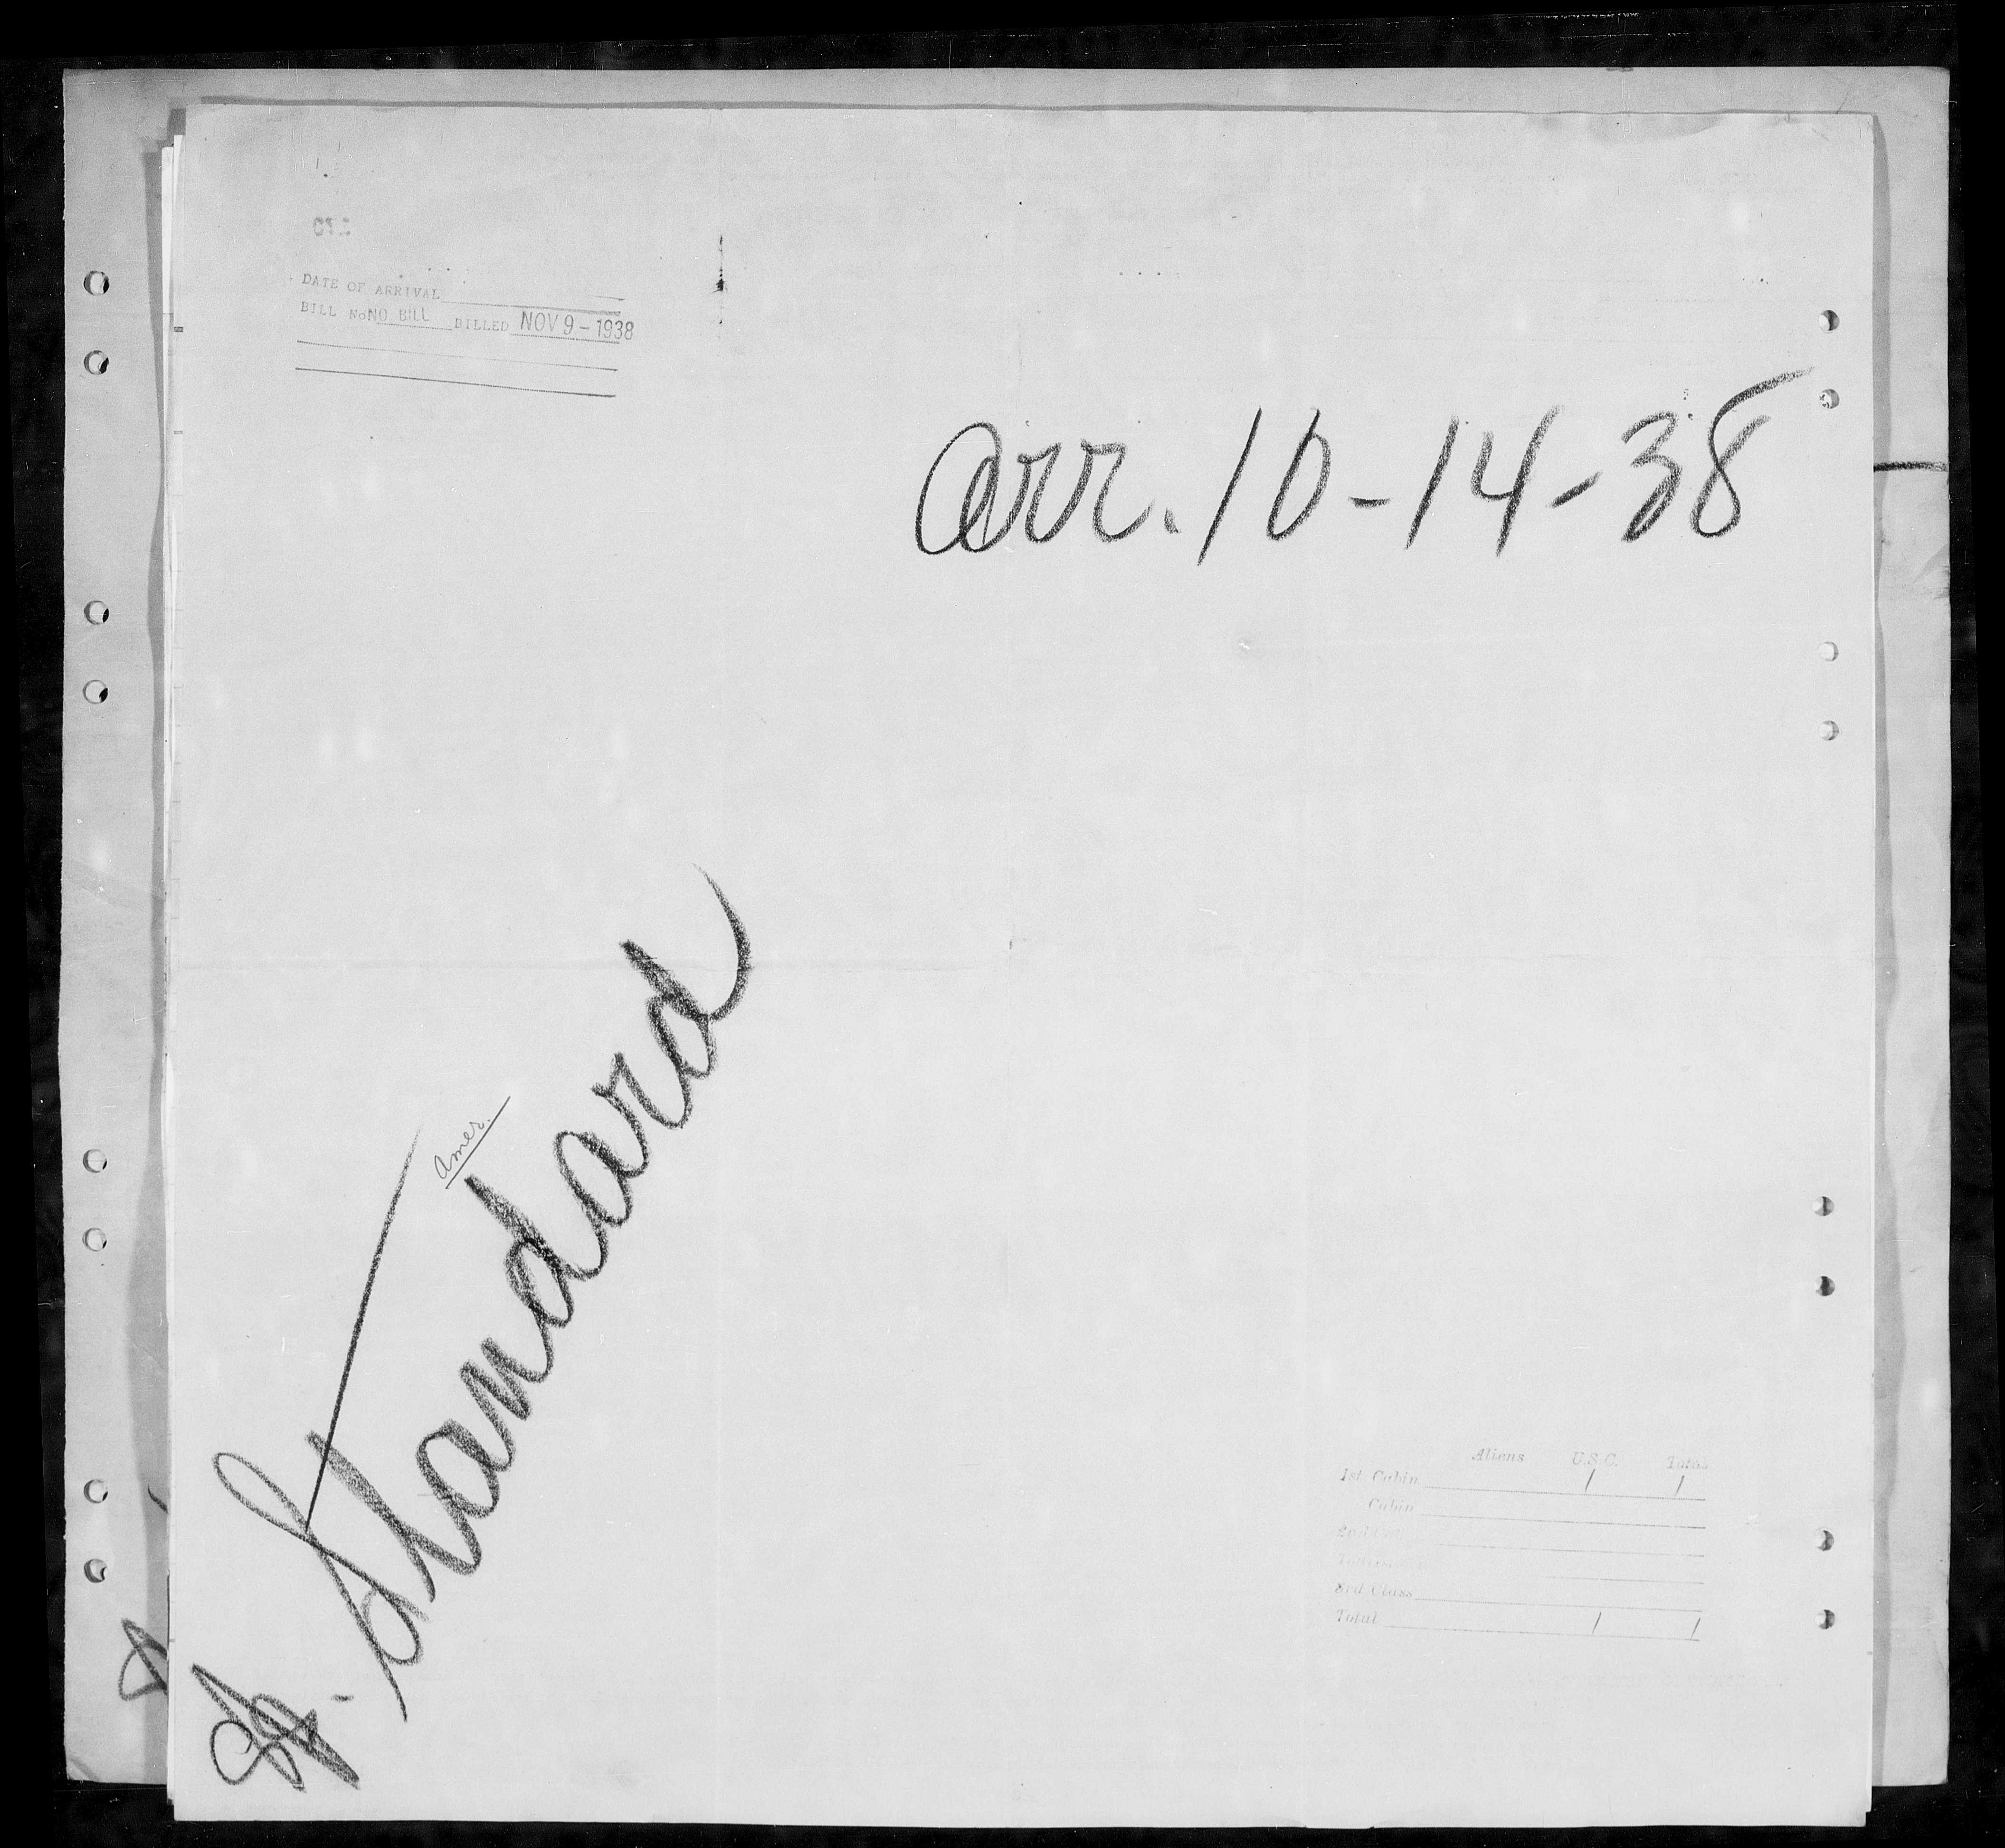 DATE OF ARRIVAL
BILL No NO BILL BILLED NOV 9 - 1938
arr. 10-14-38
Amer.
Standard
Aliens U.S.C. Total
1st Cabin 1 1
Cabin
2nd
3rd Class
Total 1 1